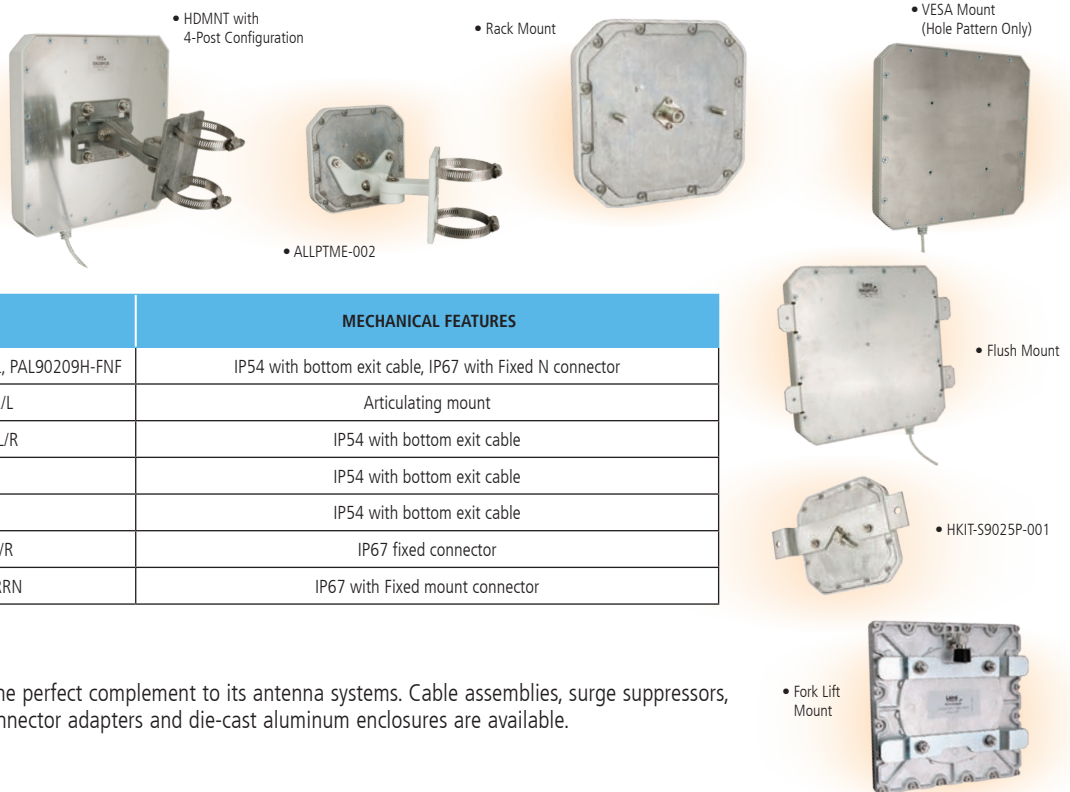 • HDMNT with
4-Post Configuration
• Rack Mount
• VESA Mount
(Hole Pattern Only)
• ALLPTME-002
MECHANICAL FEATURES
, PAL90209H-FNF IP54 with bottom exit cable, IP67 with Fixed N connector
/L Articulating mount
L/R IP54 with bottom exit cable
IP54 with bottom exit cable
IP54 with bottom exit cable
/R IP67 fixed connector
RRN IP67 with Fixed mount connector
• Flush Mount
• HKIT-S9025P-001
• Fork Lift
Mount
perfect complement to its antenna systems. Cable assemblies, surge suppressors,
adapters and die-cast aluminum enclosures are available.